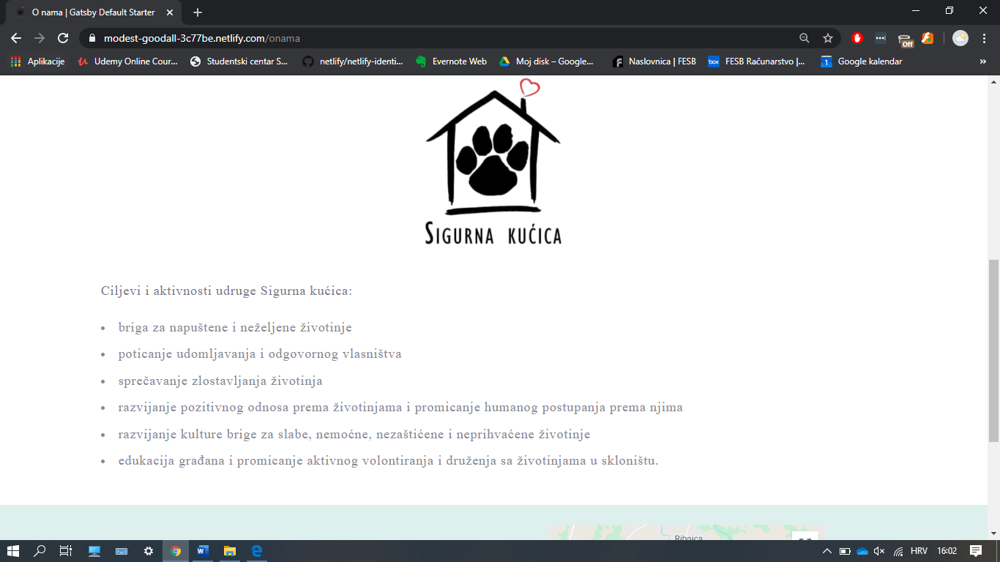 O nama | Gatsby Default Starter
modest-goodall-3c77be.netlify.com/onama
Off
Aplikacije
Udemy Online Cour...
Studentski centar S...
netlify/netlify-identi...
Evernote Web
Moj disk – Google...
Naslovnica | FESB
box
FESB Računarstvo |...
1
Google kalendar
»
SIGURNA KUĆICA
Ciljevi i aktivnosti udruge Sigurna kućica:
• briga za napuštene i neželjene životinje
• poticanje udomljavanja i odgovornog vlasništva
• sprečavanje zlostavljanja životinja
• razvijanje pozitivnog odnosa prema životinjama i promicanje humanog postupanja prema njima
• razvijanje kulture brige za slabe, nemoćne, nezaštićene i neprihvaćene životinje
• edukacija građana i promicanje aktivnog volontiranja i druženja sa životinjama u skloništu.
Ribnica
HRV
16:02